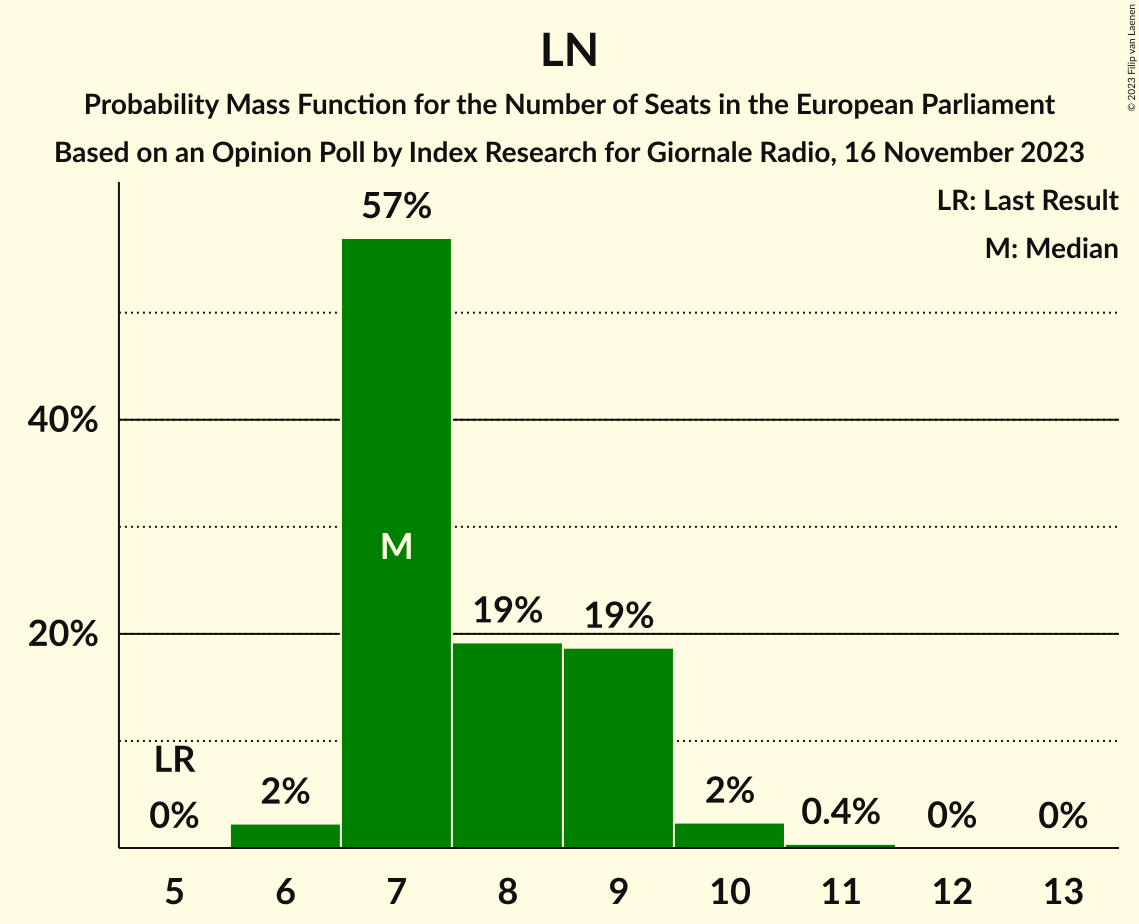 LN
Probability Mass Function for the Number of Seats in the European Parliament
Based on an Opinion Poll by Index Research for Giornale Radio, 16 November 2023
© 2023 Filip van Laenen
LR: Last Result
M: Median
57%
40%
M
19%
19%
20%
LR
0%
2%
2%
0.4%
0%
0%
5 6 7 8 9 10 11 12 13